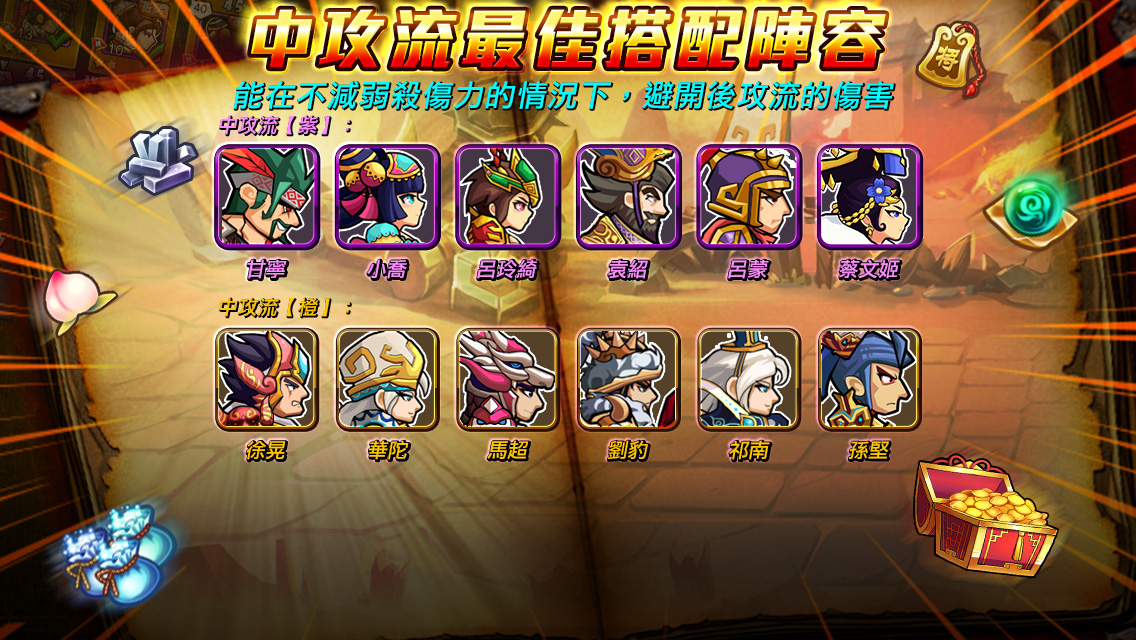 中攻流最佳搭配陣容
能在不減弱殺傷力的情況下，避開後攻流的傷害
中攻流【紫】：
甘寧 小喬 呂玲綺 袁紹 呂蒙 蔡文姬
中攻流【橙】：
徐晃 華陀 馬超 劉豹 祁南 孫堅
將